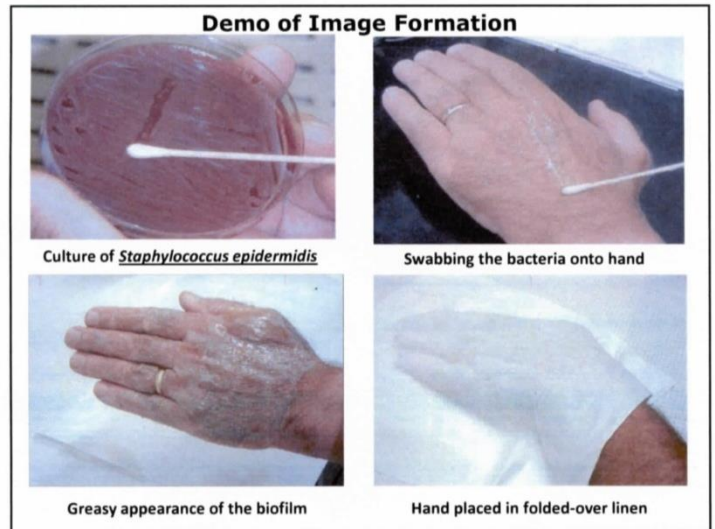 Demo of Image Formation
Culture of Staphylococcus epidermidis
Swabbing the bacteria onto hand
Greasy appearance of the biofilm
Hand placed in folded-over linen